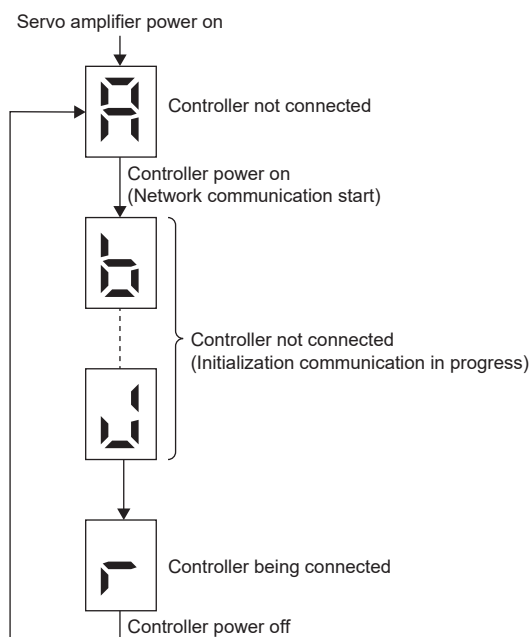 Servo amplifier power on
A
Controller not connected
Controller power on
(Network communication start)
b
Controller not connected
(Initialization communication in progress)
J
r
Controller being connected
Controller power off